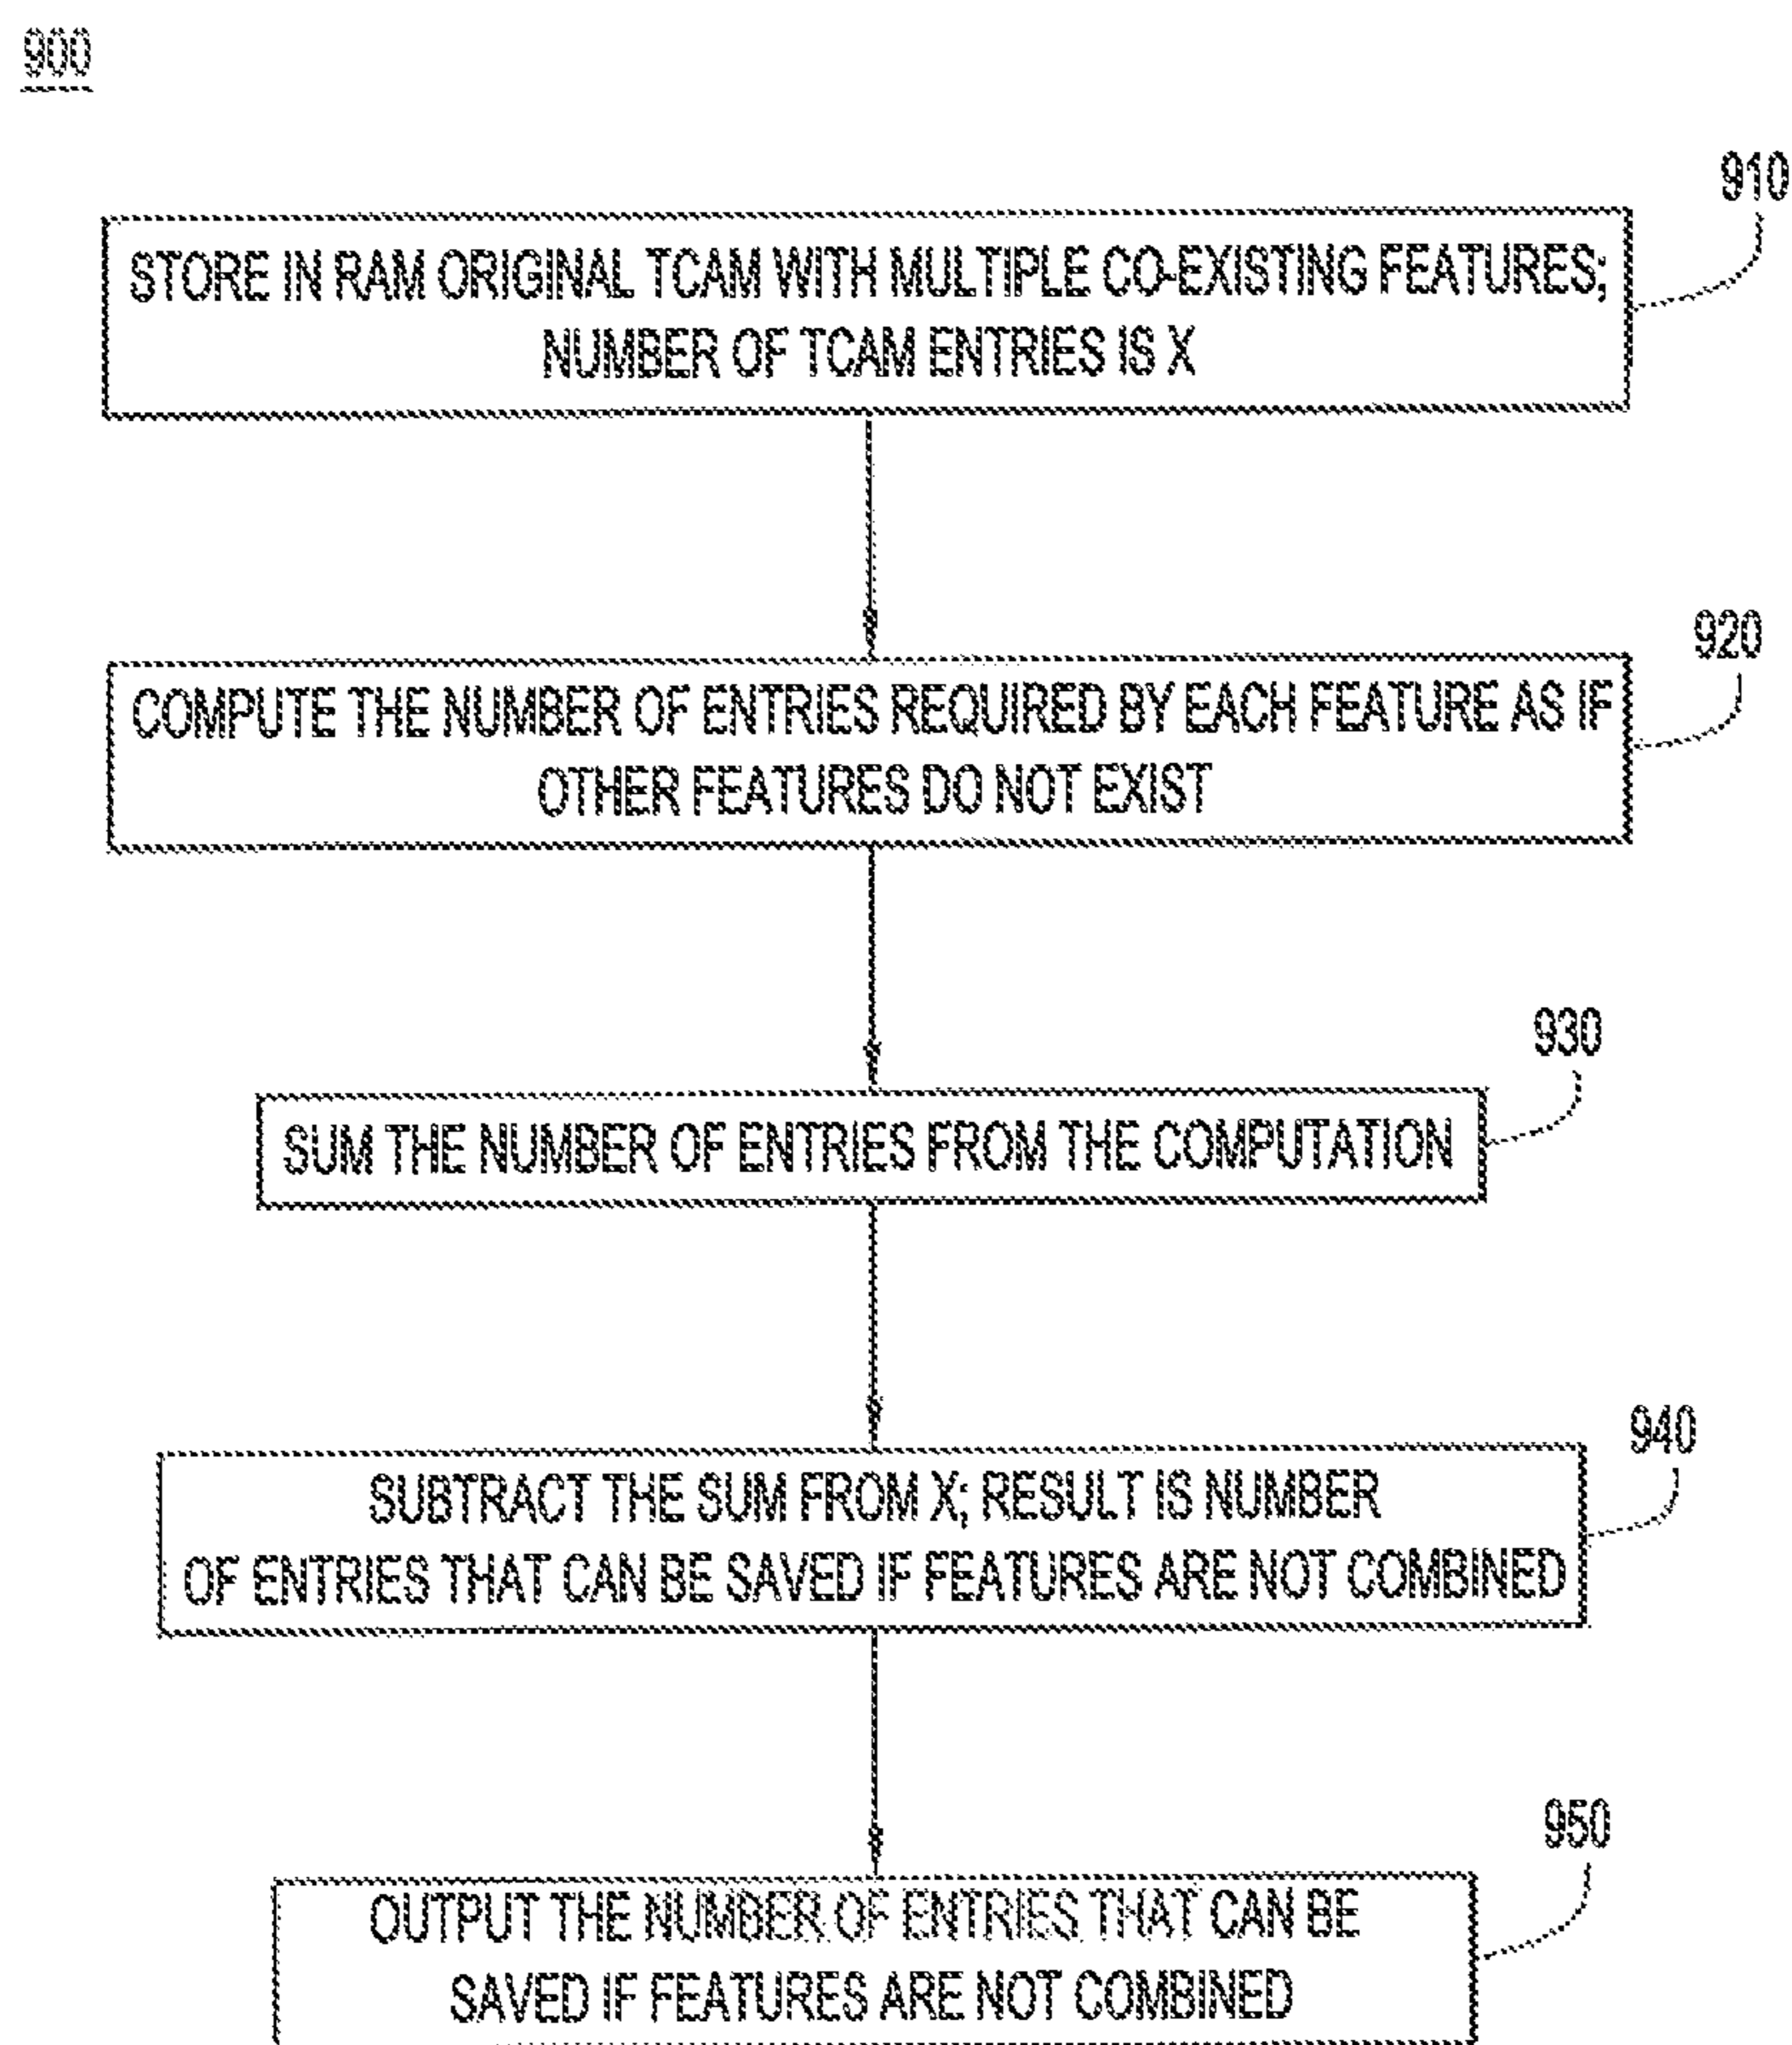 900
910
STORE IN RAM ORIGINAL TCAM WITH MULTIPLE CO-EXISTING FEATURES;
NUMBER OF TCAM ENTRIES IS X
920
COMPUTE THE NUMBER OF ENTRIES REQUIRED BY EACH FEATURE AS IF
OTHER FEATURES DO NOT EXIST
930
SUM THE NUMBER OF ENTRIES FROM THE COMPUTATION
940
SUBTRACT THE SUM FROM X; RESULT IS NUMBER
OF ENTRIES THAT CAN BE SAVED IF FEATURES ARE NOT COMBINED
950
OUTPUT THE NUMBER OF ENTRIES THAT CAN BE
SAVED IF FEATURES ARE NOT COMBINED